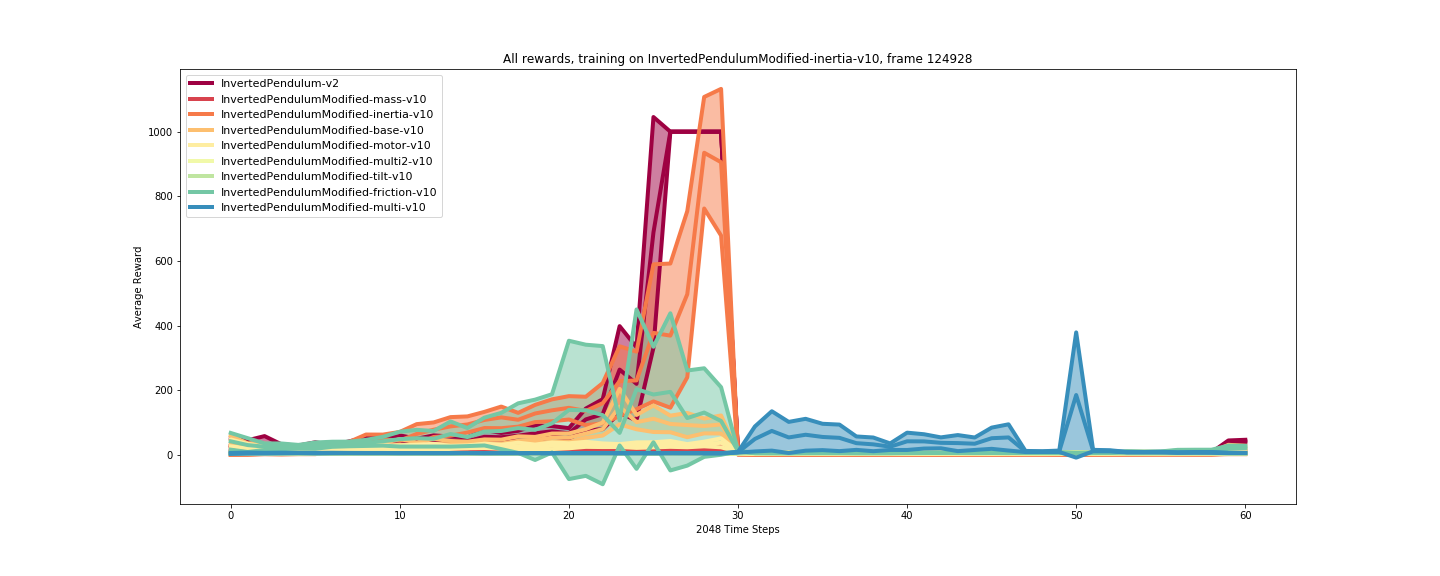 All rewards, training on InvertedPendulumModified-inertia-v10, frame 124928
InvertedPendulum-v2
InvertedPendulumModified-mass-v10
InvertedPendulumModified-inertia-v10
InvertedPendulumModified-base-v10
InvertedPendulumModified-motor-v10
InvertedPendulumModified-multi2-v10
InvertedPendulumModified-tilt-v10
InvertedPendulumModified-friction-v10
InvertedPendulumModified-multi-v10
Average Reward
1000
800
600
400
200
0
0 10 20 30 40 50 60
2048 Time Steps